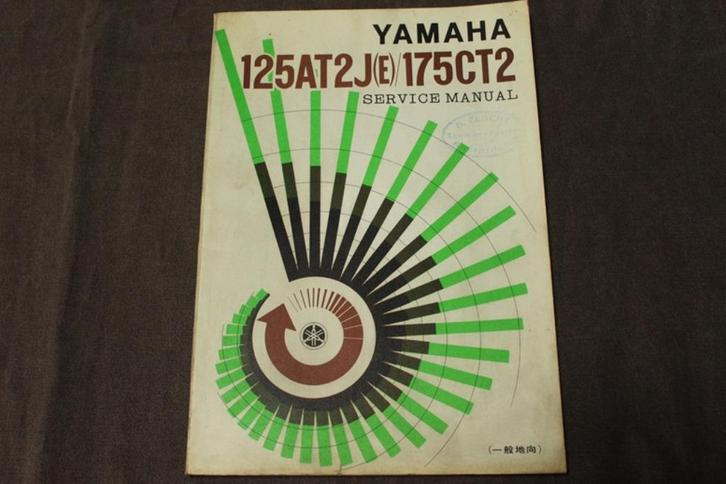 YAMAHA
125AT2J(E)/175CT2
SERVICE MANUAL
(一般地向)